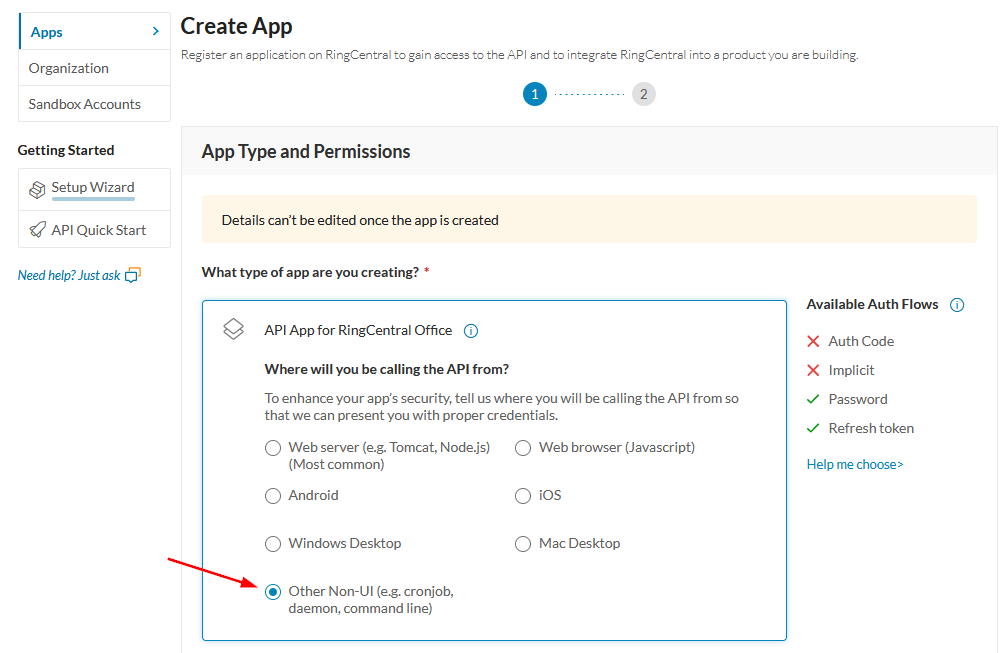 Apps
Organization
Sandbox Accounts
Getting Started
Setup Wizard
API Quick Start
Need help? Just ask
Create App
Register an application on RingCentral to gain access to the API and to integrate RingCentral into a product you are building.
1
2
App Type and Permissions
Details can't be edited once the app is created
What type of app are you creating? *
API App for RingCentral Office
Where will you be calling the API from?
To enhance your app's security, tell us where you will be calling the API from so
that we can present you with proper credentials.
Web server (e.g. Tomcat, Node.js)
(Most common)
Web browser (Javascript)
Android
iOS
Windows Desktop
Mac Desktop
Other Non-UI (e.g. cronjob,
daemon, command line)
Available Auth Flows
Auth Code
Implicit
Password
Refresh token
Help me choose>